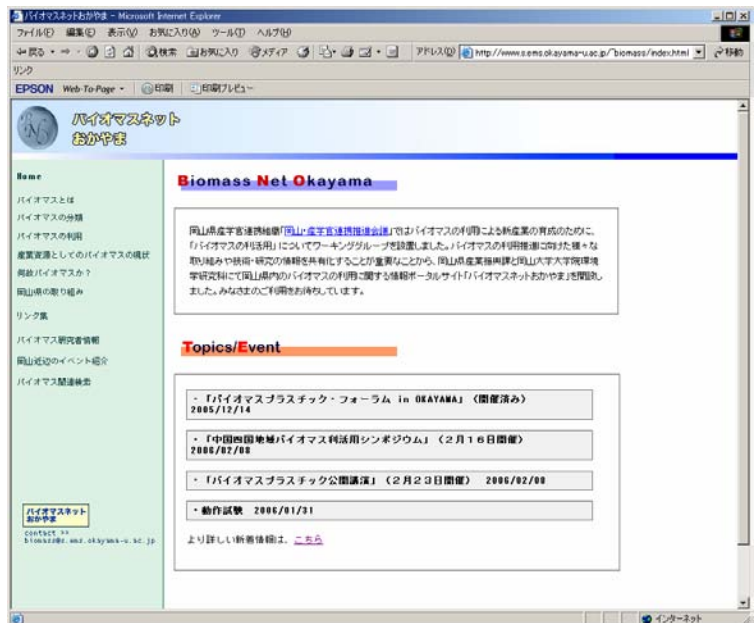 バイオマスネットおかやま - Microsoft Internet Explorer
ファイル(F) 編集(E) 表示(V) お気に入り(A) ツール(T) ヘルプ(H)
戻る 検索 お気に入り メディア アドレス(D) http://www.s.ems.okayama-u.ac.jp/~biomass/index.html 移動
リンク
EPSON Web-To-Page 印刷 印刷プレビュー
バイオマスネット
おかやま
Home
バイオマスとは
バイオマスの分類
バイオマスの利用
産業資源としてのバイオマスの現状
何故バイオマスか？
岡山県の取り組み
リンク集
バイオマス研究者情報
岡山近辺のイベント紹介
バイオマス関連検索
バイオマスネット
おかやま
contact >>
Biomass Net Okayama
岡山県産学官連携組織「岡山・産学官連携推進会議」ではバイオマスの利用による新産業の育成のために、
「バイオマスの利活用」についてワーキンググループを設置しました。バイオマスの利用推進に向けた様々な
取り組みや技術・研究の情報を共有化することが重要なことから、岡山県産業振興課と岡山大学大学院環境
学研究科にて岡山県内のバイオマスの利用に関する情報ポータルサイト「バイオマスネットおかやま」を開設し
ました。みなさまのご利用をお待ちしています。
Topics/Event
・「バイオマスプラスチック・フォーラム in OKAYAMA」（開催済み）
2005/12/14
・「中国四国地域バイオマス利活用シンポジウム」（２月１６日開催）
2006/02/08
・「バイオマスプラスチック公開講演」（２月２３日開催） 2006/02/08
・動作試験 2006/01/31
より詳しい新着情報は、こちら
インターネット